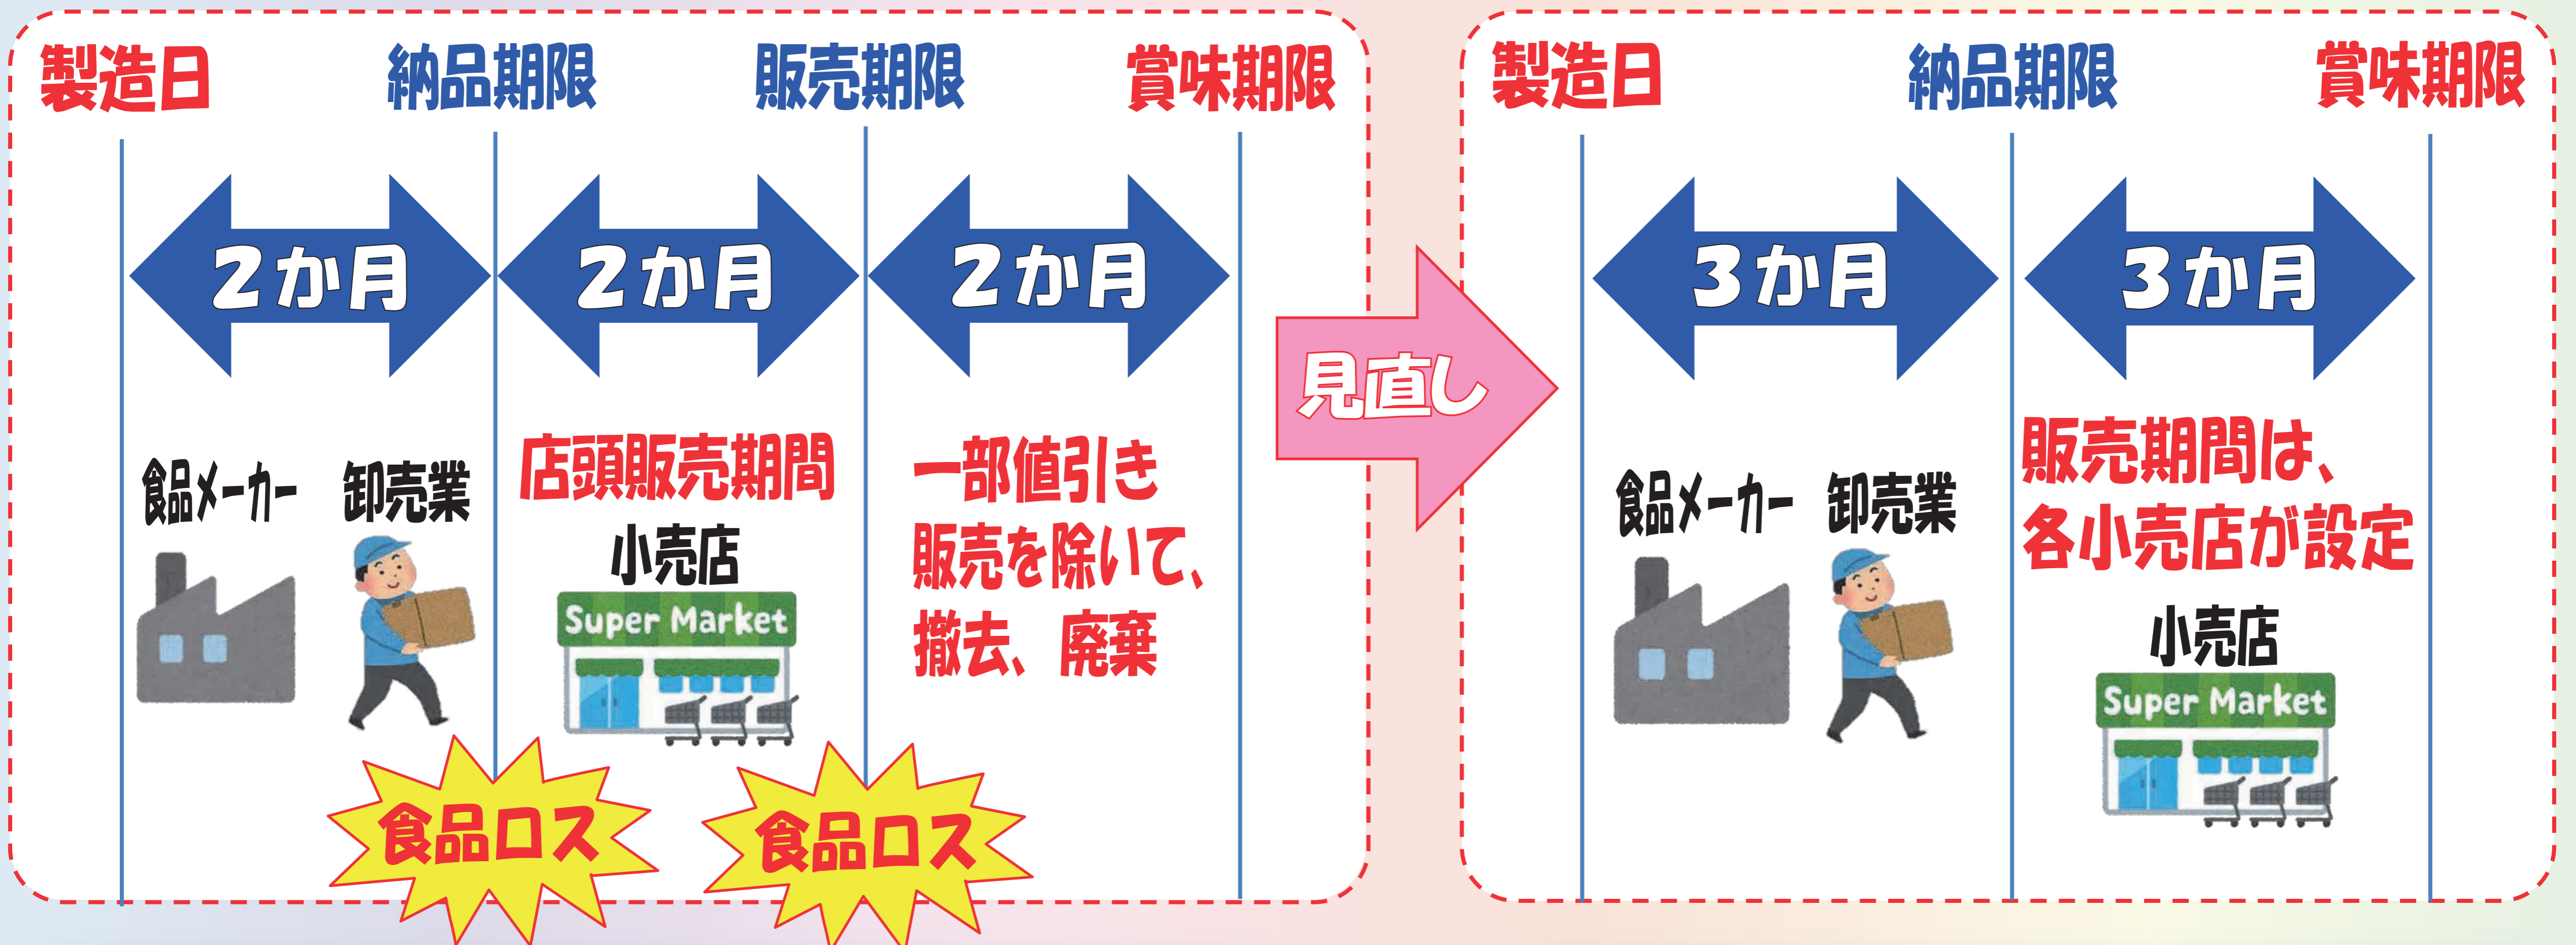 製造日
納品期限
販売期限
賞味期限
2か月
2か月
2か月
食品メーカー
卸売業
店頭販売期間
小売店
Super Market
一部値引き
販売を除いて、
撤去、廃棄
食品ロス
食品ロス
見直し
製造日
納品期限
賞味期限
3か月
3か月
食品メーカー
卸売業
販売期間は、
各小売店が設定
小売店
Super Market